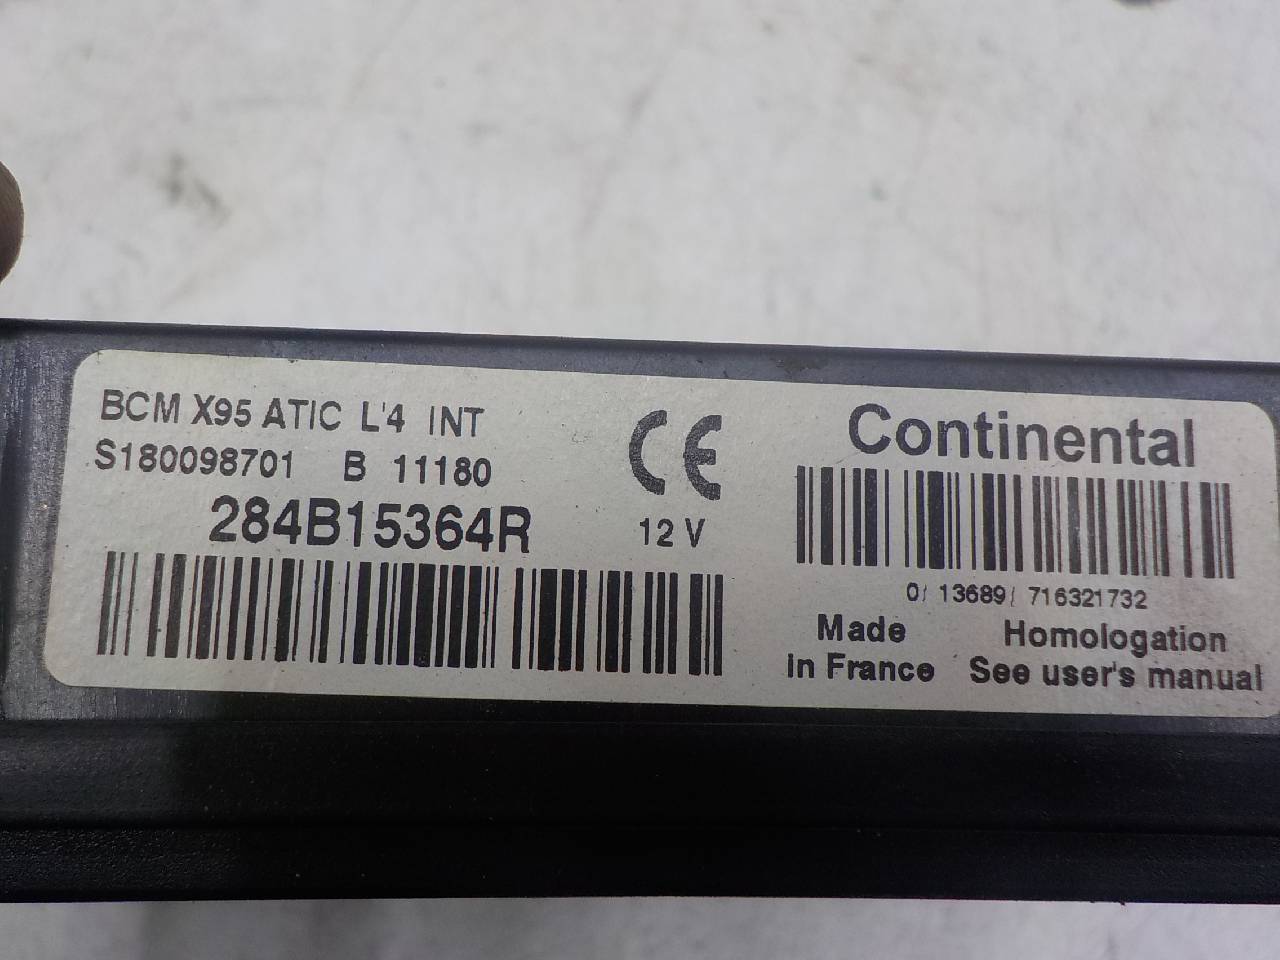 BCM X95 ATIC L'4 INT
S180098701 B 11180
284B15364R
CE
12 V
Continental
0/ 13689/ 716321732
Made
in France
Homologation
See user's manual